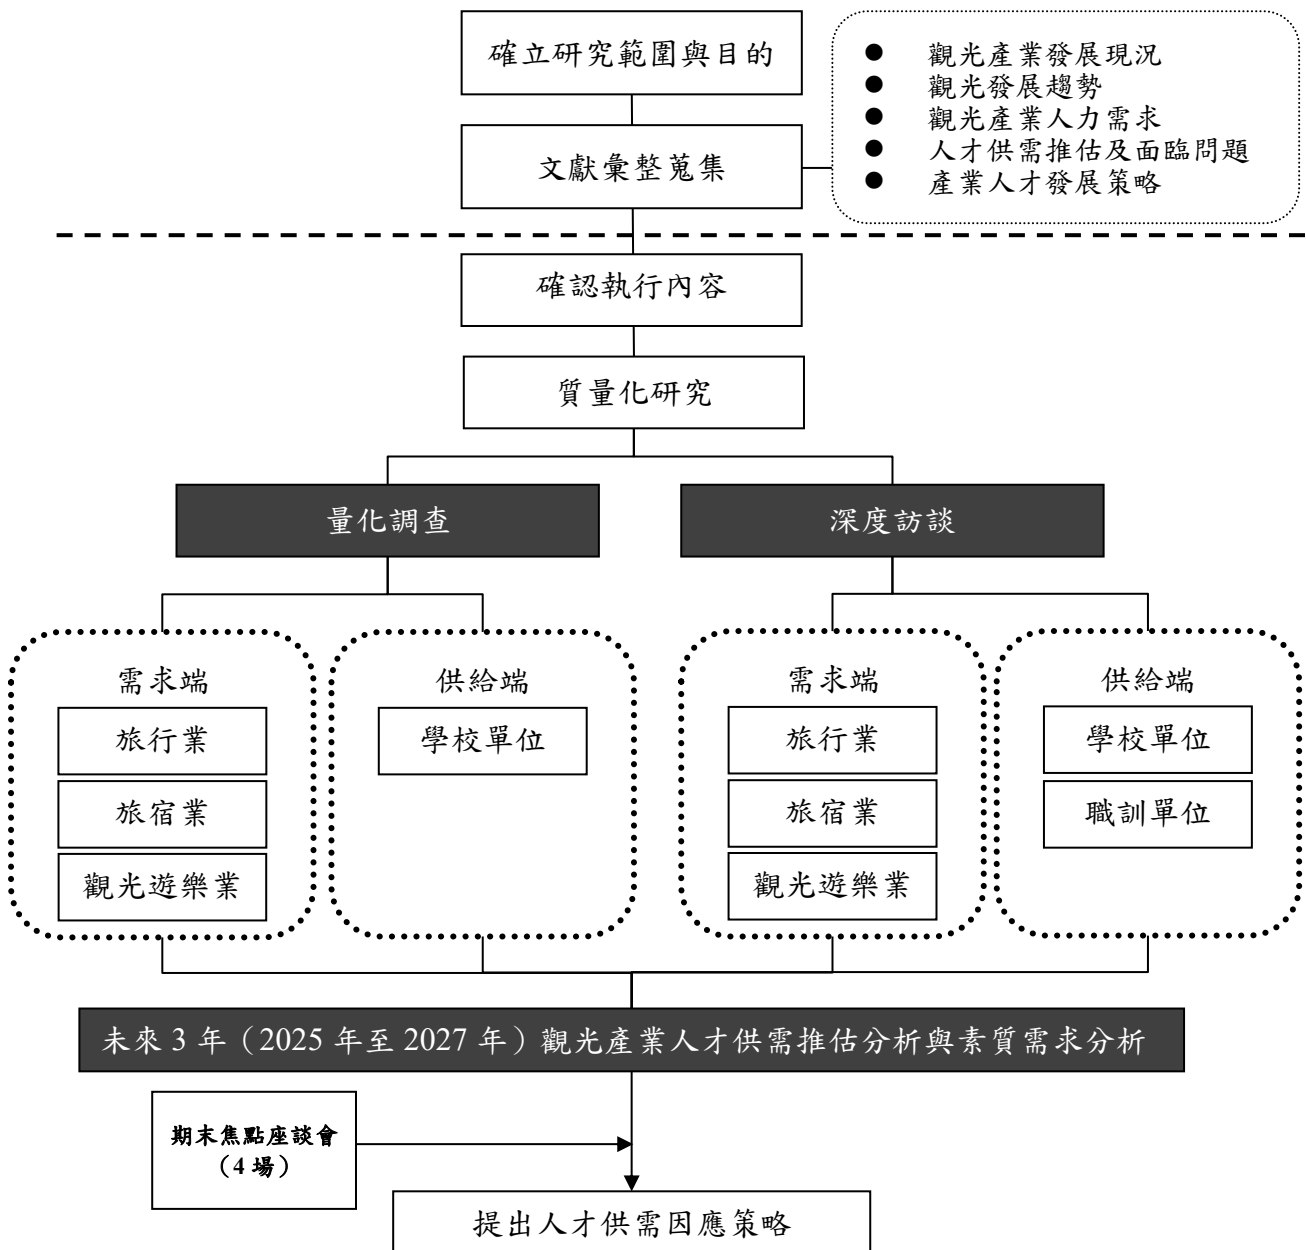 確立研究範圍與目的
● 觀光產業發展現況
● 觀光發展趨勢
● 觀光產業人力需求
● 人才供需推估及面臨問題
● 產業人才發展策略
文獻彙整蒐集
確認執行內容
質量化研究
量化調查
深度訪談
需求端
旅行業
旅宿業
觀光遊樂業
供給端
學校單位
需求端
旅行業
旅宿業
觀光遊樂業
供給端
學校單位
職訓單位
未來 3 年（2025 年至 2027 年）觀光產業人才供需推估分析與素質需求分析
期末焦點座談會
（4 場）
提出人才供需因應策略